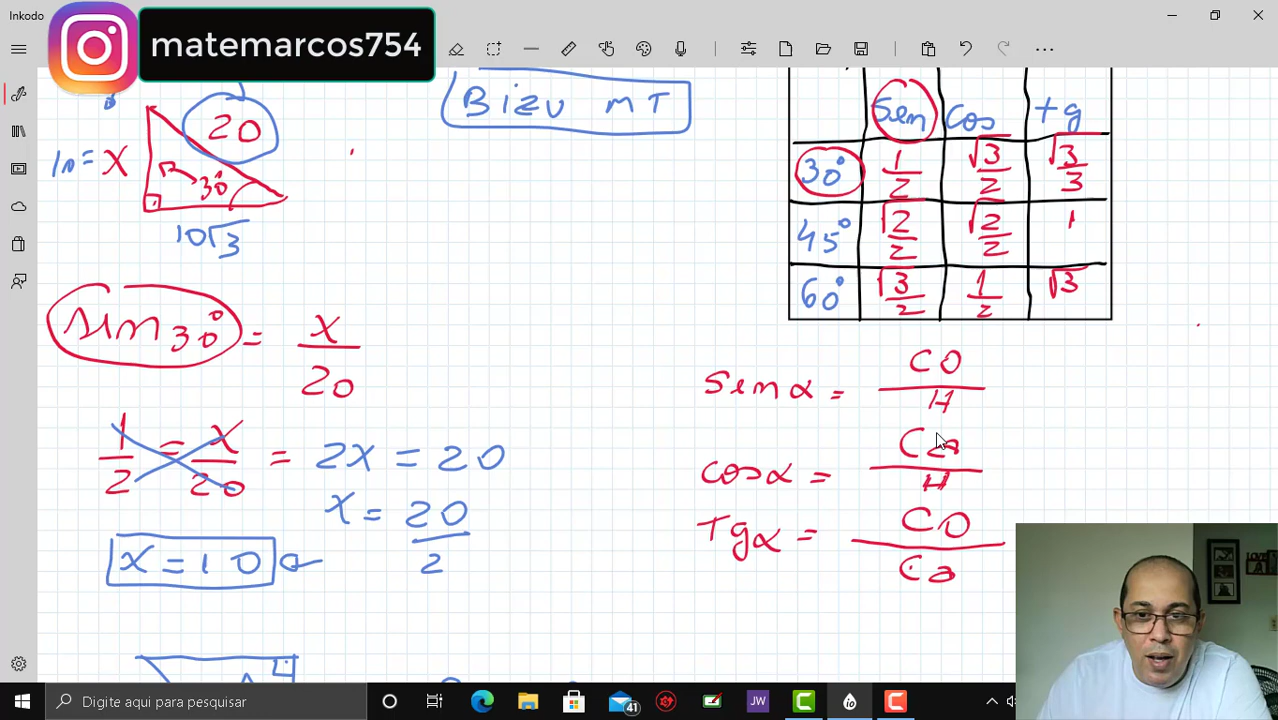 Inkodo
matemarcos754
Bizu MT
Sen Cos tg
30° 1/2 √3/2 √3/3
45° √2/2 √2/2 1
60° √3/2 1/2 √3
20
10 = X
30°
10√3
sen 30° = x/20
1/2 = x/20 = 2X = 20
X = 20/2
X = 10
Sen α = CO/H
cos α = Ca/H
Tg α = CO/Ca
Digite aqui para pesquisar
41
JW
io